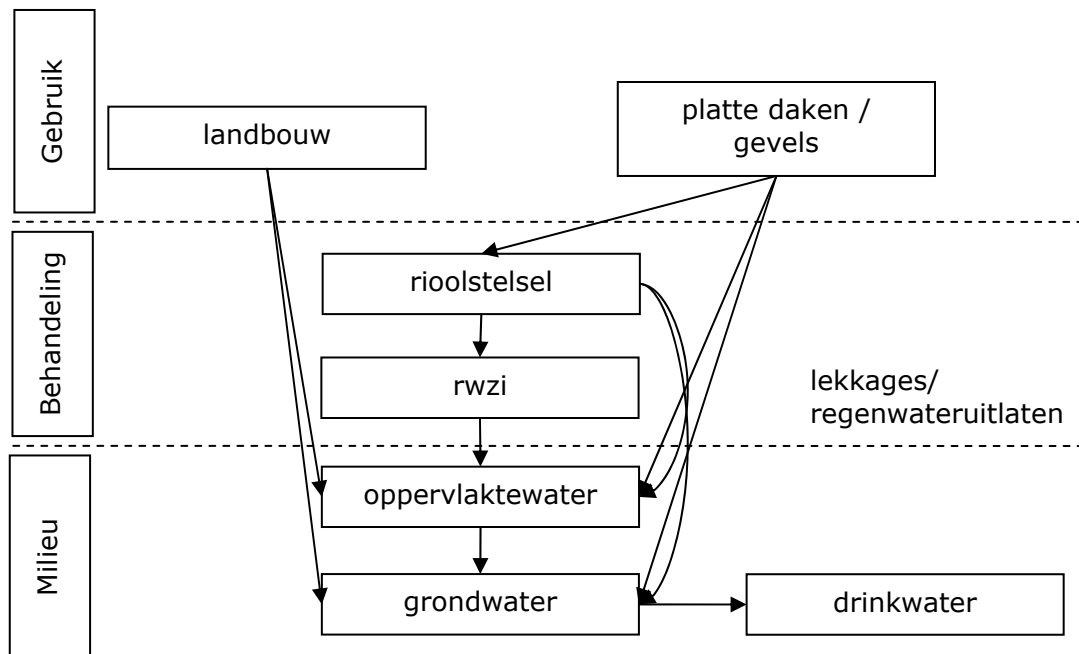 Gebruik
landbouw
platte daken /
gevels
Behandeling
rioolstelsel
rwzi
lekkages/
regenwateruitlaten
Milieu
oppervlaktewater
grondwater
drinkwater